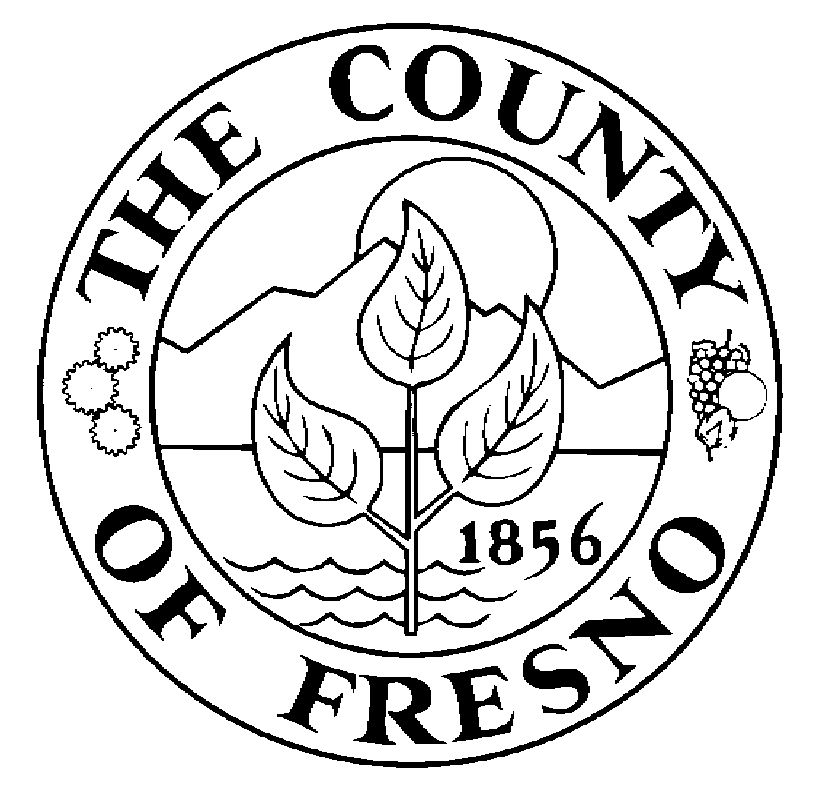 THE COUNTY
OF FRESNO
1856